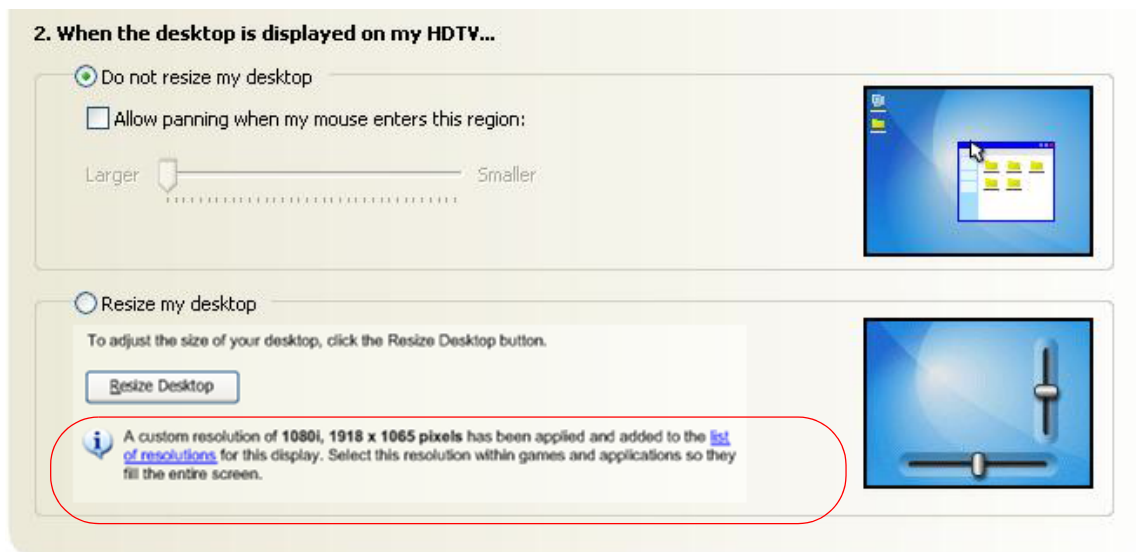 2. When the desktop is displayed on my HDTV...
Do not resize my desktop
Allow panning when my mouse enters this region:
Larger Smaller
Resize my desktop
To adjust the size of your desktop, click the Resize Desktop button.
Resize Desktop
A custom resolution of 1080i, 1918 x 1065 pixels has been applied and added to the list
of resolutions for this display. Select this resolution within games and applications so they
fill the entire screen.